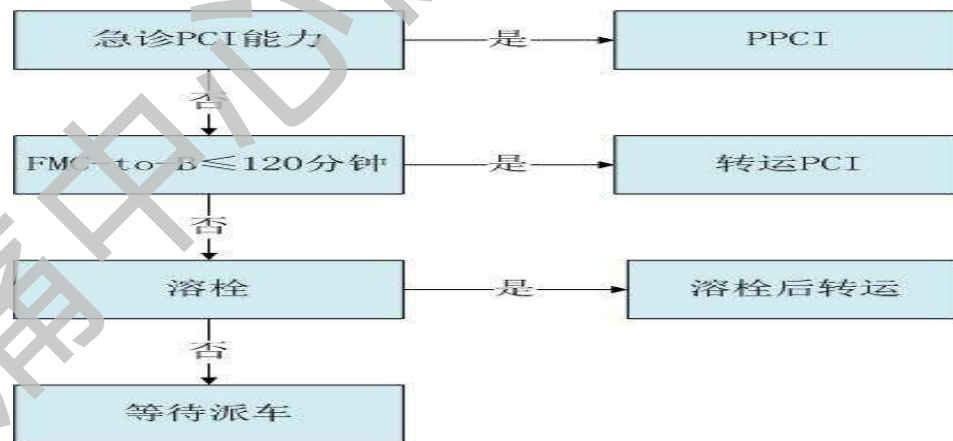 急诊PCI能力 是 PPCI
否
FMC-to-B≤120分钟 是 转运PCI
否
溶栓 是 溶栓后转运
否
等待派车